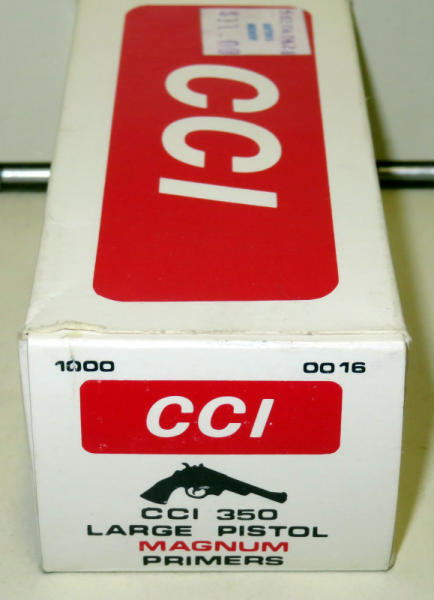 CCI
1000 0016
CCI
CCI 350
LARGE PISTOL
MAGNUM
PRIMERS